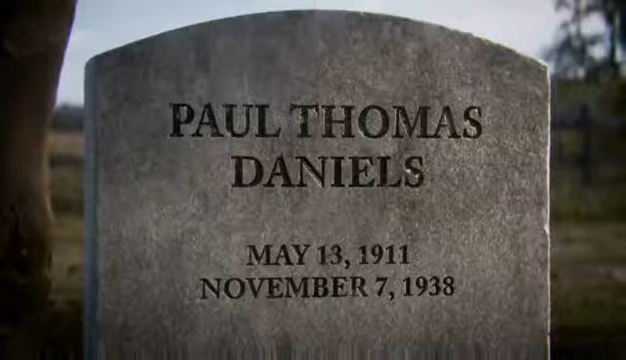 PAUL THOMAS
DANIELS
MAY 13, 1911
NOVEMBER 7, 1938